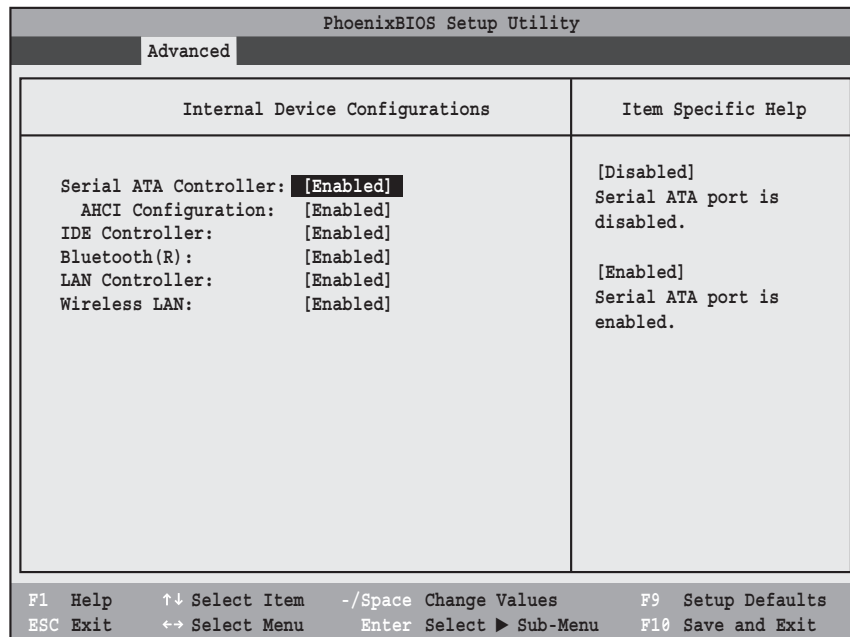 PhoenixBIOS Setup Utility
Advanced
Internal Device Configurations
Item Specific Help
Serial ATA Controller: [Enabled]
AHCI Configuration: [Enabled]
IDE Controller: [Enabled]
Bluetooth(R): [Enabled]
LAN Controller: [Enabled]
Wireless LAN: [Enabled]
[Disabled]
Serial ATA port is
disabled.
[Enabled]
Serial ATA port is
enabled.
F1 Help ↑↓ Select Item -/Space Change Values F9 Setup Defaults
ESC Exit ←→ Select Menu Enter Select ▶ Sub-Menu F10 Save and Exit